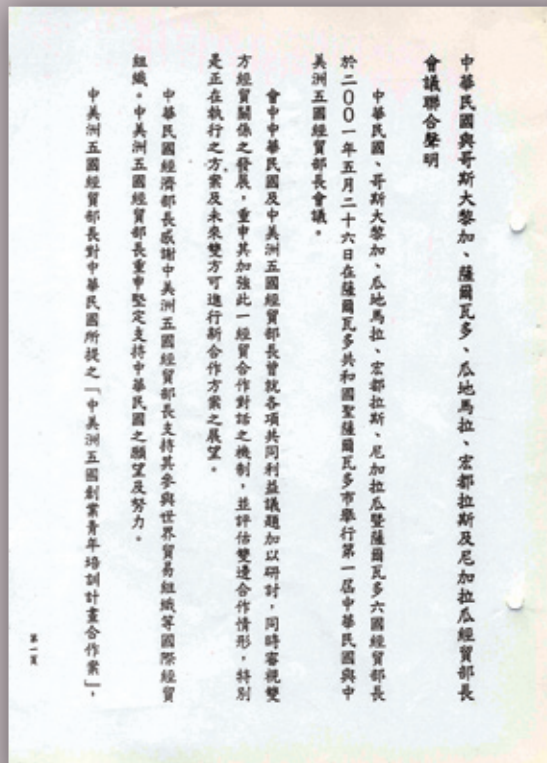 中華民國與哥斯大黎加、薩爾瓦多、瓜地馬拉、宏都拉斯及尼加拉瓜經貿部長
會議聯合聲明
中華民國、哥斯大黎加、瓜地馬拉、宏都拉斯、尼加拉瓜暨薩爾瓦多六國經貿部長
於二００一年五月二十六日在薩爾瓦多共和國聖薩爾瓦多市舉行第一屆中華民國與中
美洲五國經貿部長會議。
會中中華民國及中美洲五國經貿部長曾就各項共同利益議題加以研討，同時審視雙
方經貿關係之發展，重申其加強此一經貿合作對話之機制，並評估雙邊合作情形，特別
是正在執行之方案及未來雙方可進行新合作方案之展望。
中華民國經濟部長感謝中美洲五國經貿部長支持其參與世界貿易組織等國際經貿
組織。中美洲五國經貿部長重申堅定支持中華民國之願望及努力。
中美洲五國經貿部長對中華民國所提之「中美洲五國創業青年培訓計畫合作案」，
第一頁